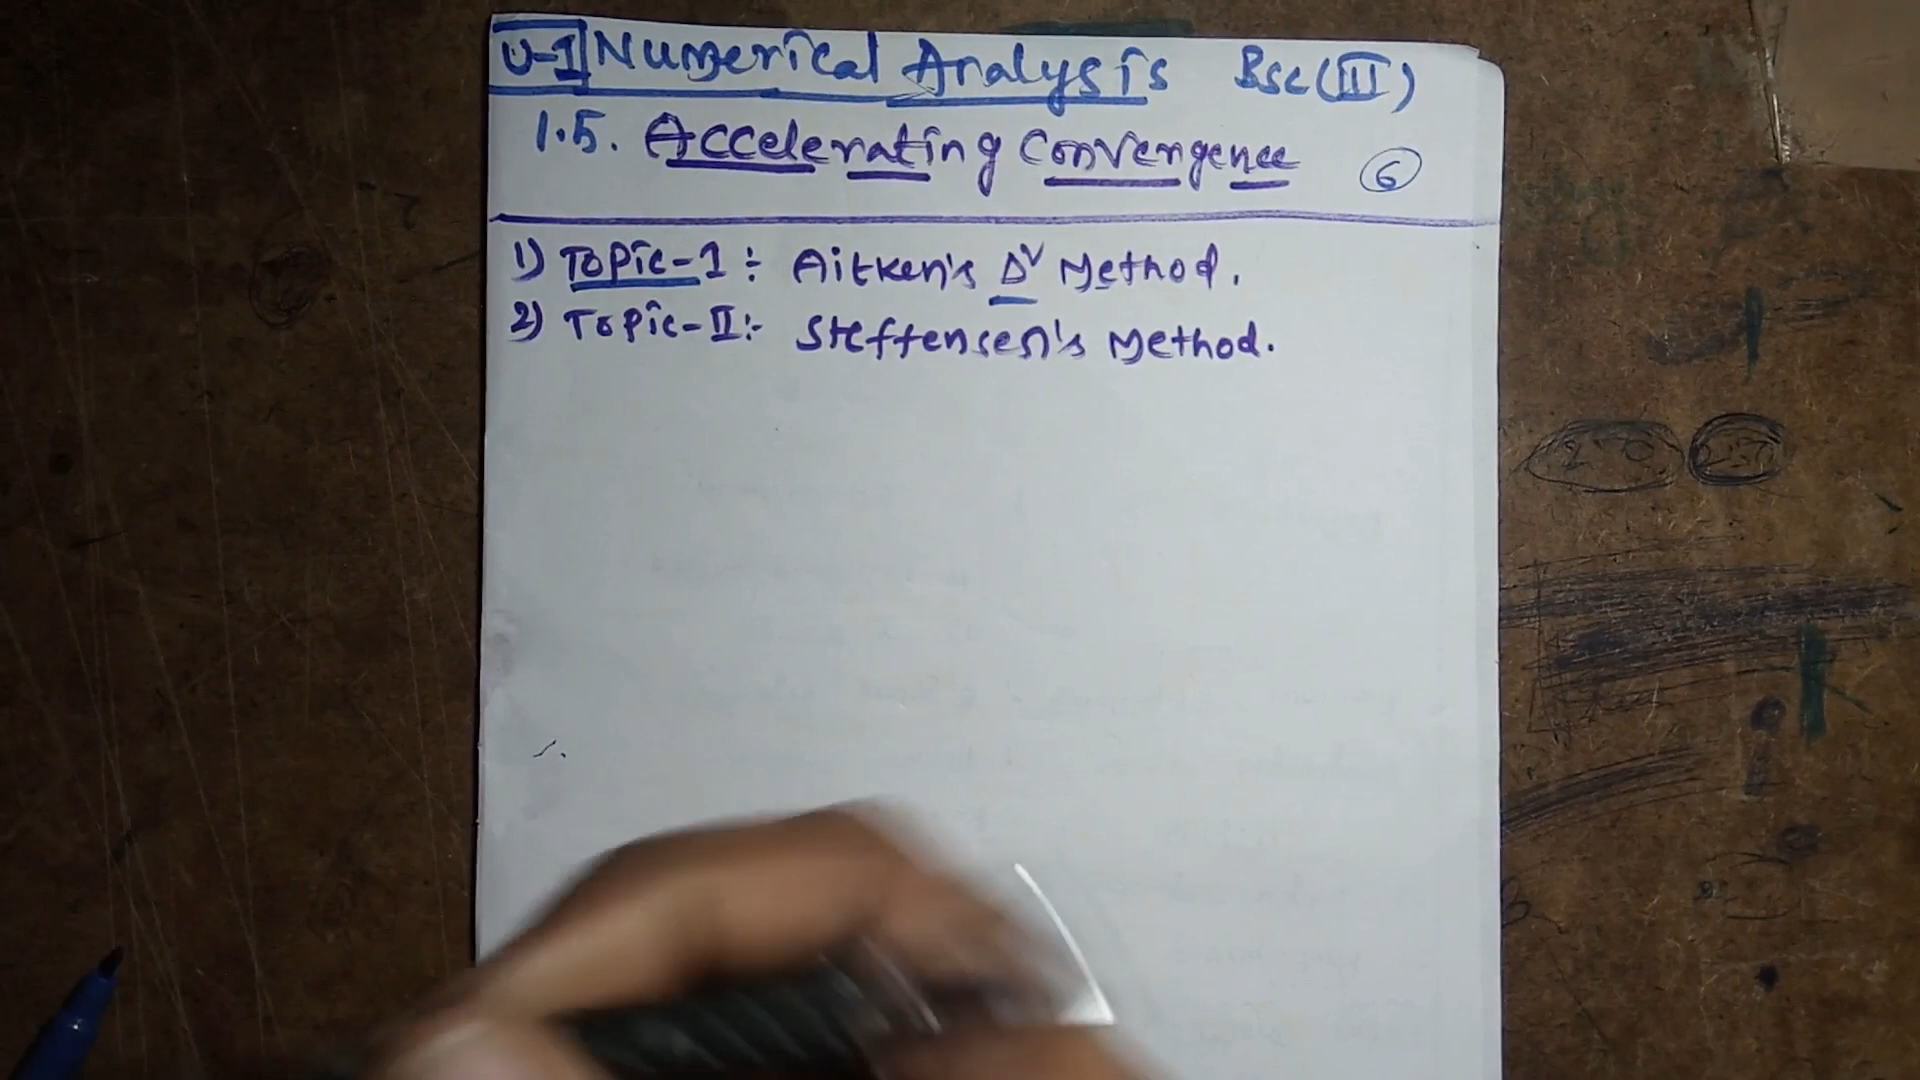 U-1 Numerical Analysis Bsc (III)
1.5. Accelerating Convergence 6
1) Topic-1 :- Aitken's Δ² Method.
2) Topic-II :- Steffensen's Method.